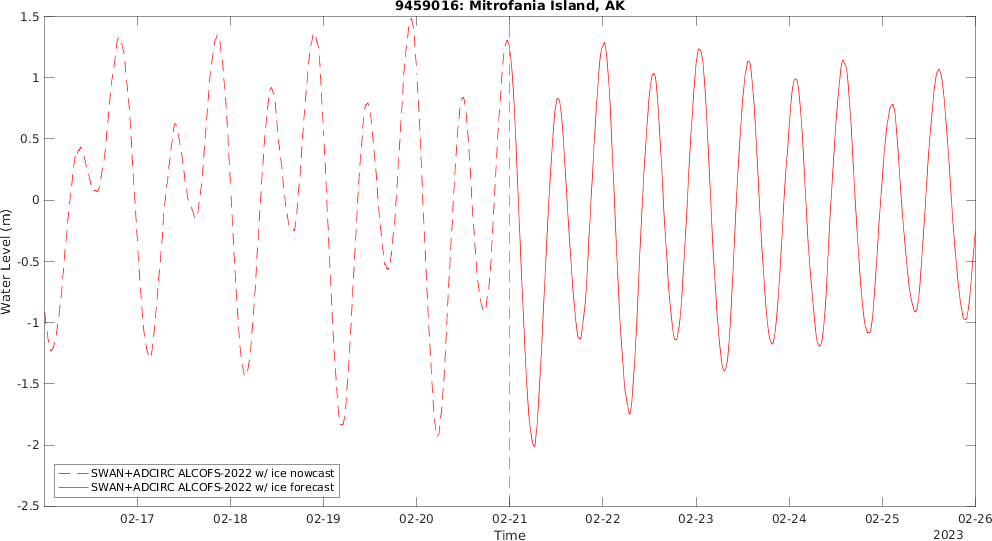 9459016: Mitrofania Island, AK
Water Level (m)
1.5
1
0.5
0
-0.5
-1
-1.5
-2
-2.5
SWAN+ADCIRC ALCOFS-2022 w/ ice nowcast
SWAN+ADCIRC ALCOFS-2022 w/ ice forecast
02-17 02-18 02-19 02-20 02-21 02-22 02-23 02-24 02-25 02-26
Time
2023